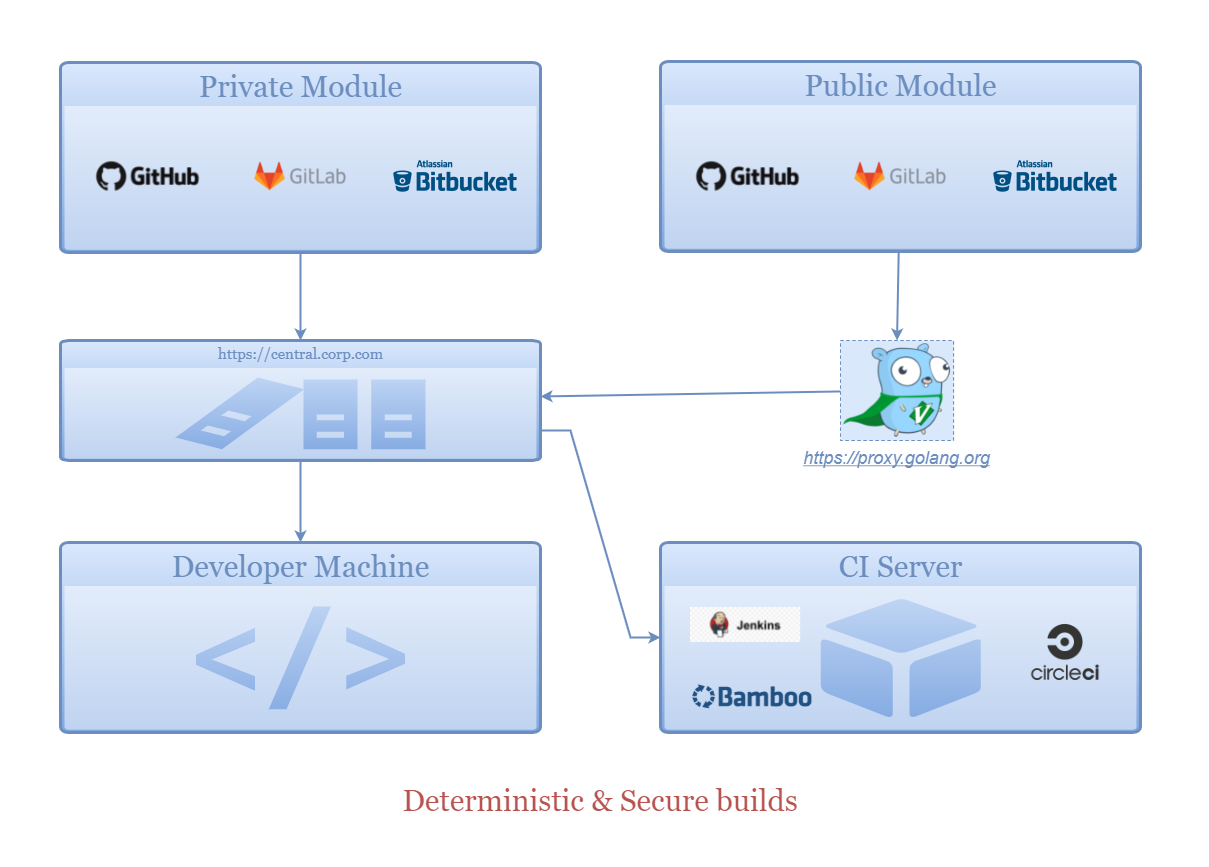 Private Module
GitHub
GitLab
Atlassian
Bitbucket
Public Module
GitHub
GitLab
Atlassian
Bitbucket
https://central.corp.com
V
https://proxy.golang.org
Developer Machine
</>
CI Server
Jenkins
Bamboo
circleci
Deterministic & Secure builds